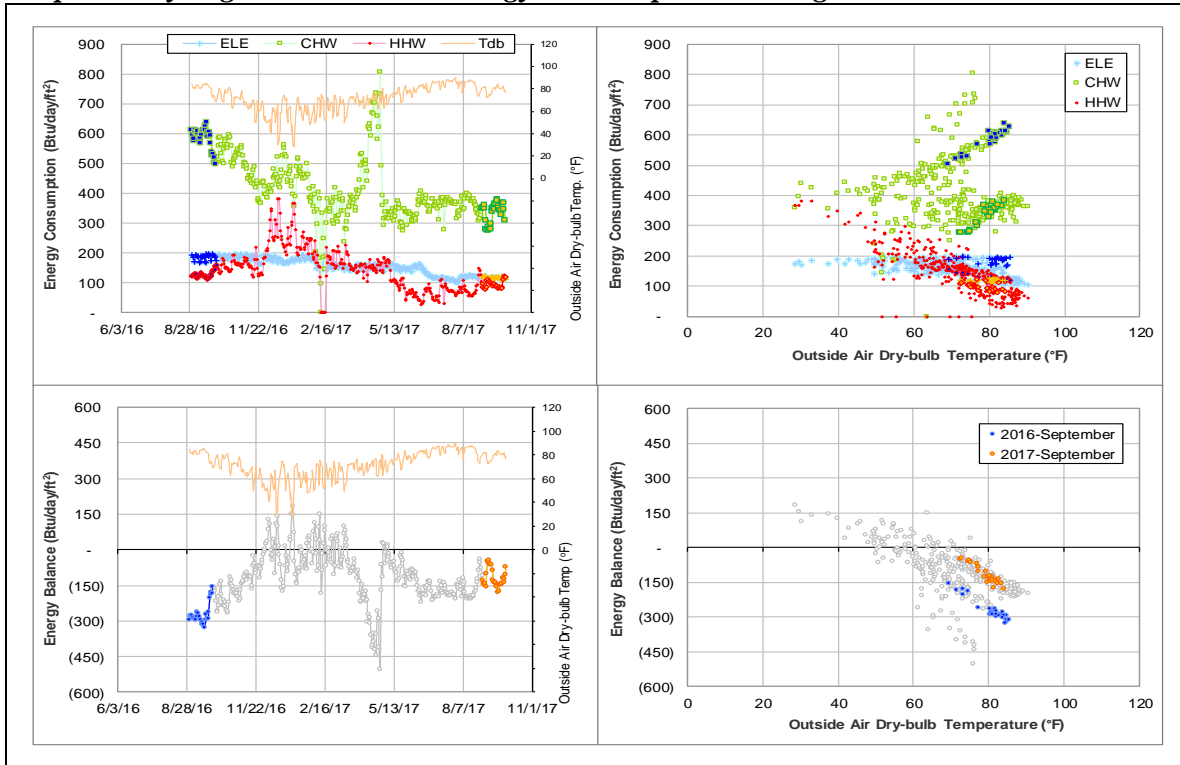 ELE CHW HHW Tdb
Energy Consumption (Btu/day/ft²)
900
800
700
600
500
400
300
200
100
-
120
100
80
60
40
20
0
Outside Air Dry-bulb Temp. (°F)
6/3/16 8/28/16 11/22/16 2/16/17 5/13/17 8/7/17 11/1/17
Energy Consumption (Btu/day/ft²)
900
800
700
600
500
400
300
200
100
-
ELE
CHW
HHW
0 20 40 60 80 100 120
Outside Air Dry-bulb Temperature (°F)
Energy Balance (Btu/day/ft²)
600
450
300
150
-
(150)
(300)
(450)
(600)
120
100
80
60
40
20
0
Outside Air Dry-bulb Temp (°F)
6/3/16 8/28/16 11/22/16 2/16/17 5/13/17 8/7/17 11/1/17
Energy Balance (Btu/day/ft²)
600
450
300
150
-
(150)
(300)
(450)
(600)
2016-September
2017-September
0 20 40 60 80 100 120
Outside Air Dry-bulb Temperature (°F)